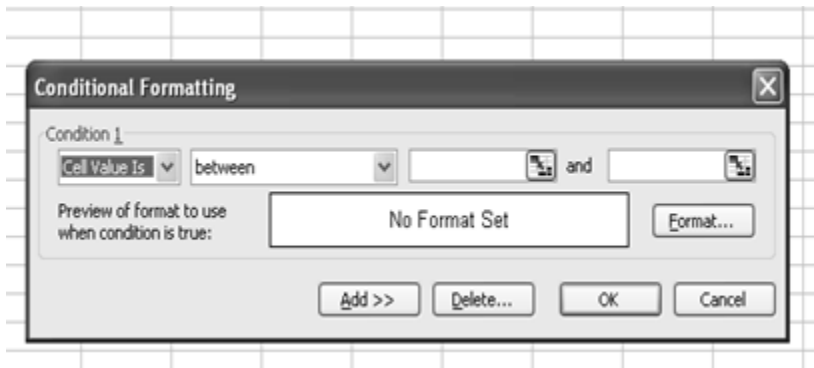 Conditional Formatting
Condition 1
Cell Value Is between and
Preview of format to use
when condition is true:
No Format Set
Format...
Add >> Delete... OK Cancel